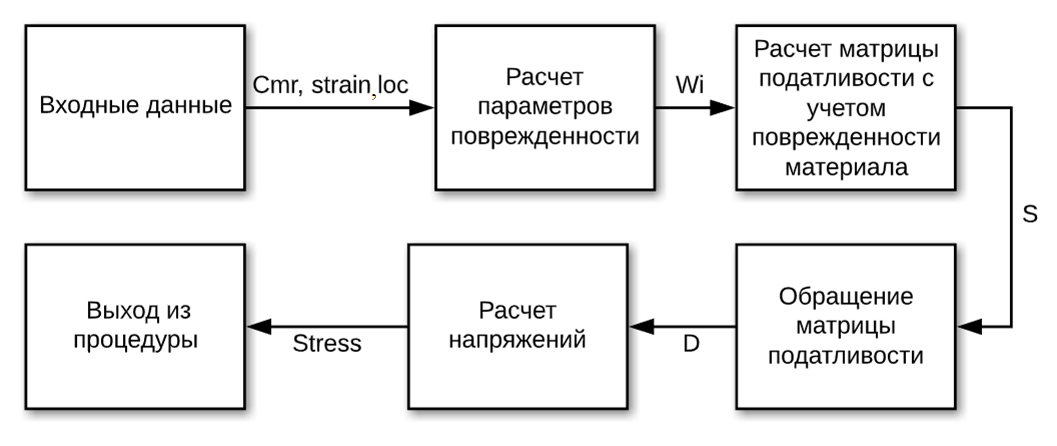 Входные данные
Cmr, strain,loc
Расчет
параметров
поврежденности
Wi
Расчет матрицы
податливости с
учетом
поврежденности
материала
S
Обращение
матрицы
податливости
D
Расчет
напряжений
Stress
Выход из
процедуры